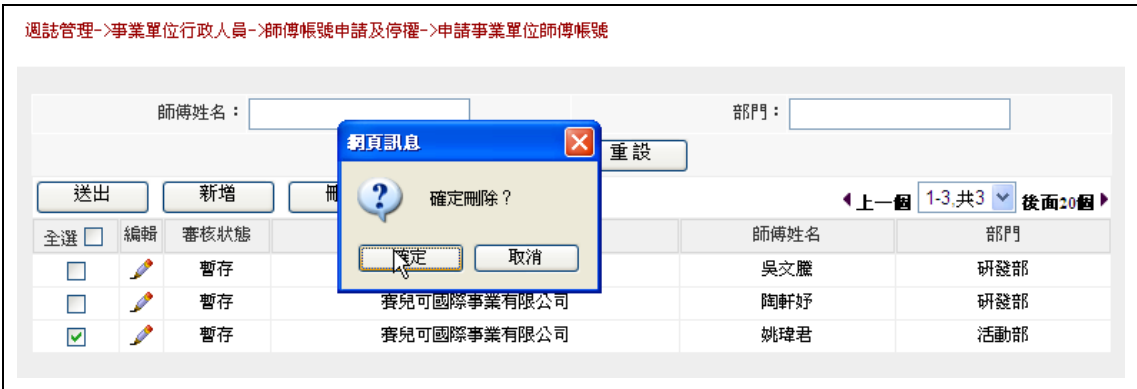 週誌管理->事業單位行政人員->師傅帳號申請及停權->申請事業單位師傅帳號
師傅姓名：
部門：
網頁訊息
重設
確定刪除？
確定 取消
送出 新增 刪
上一個 1-3,共3 後面20個
全選 編輯 審核狀態 師傅姓名 部門
暫存 吳文騰 研發部
暫存 賽兒可國際事業有限公司 陶軒妤 研發部
暫存 賽兒可國際事業有限公司 姚瑋君 活動部